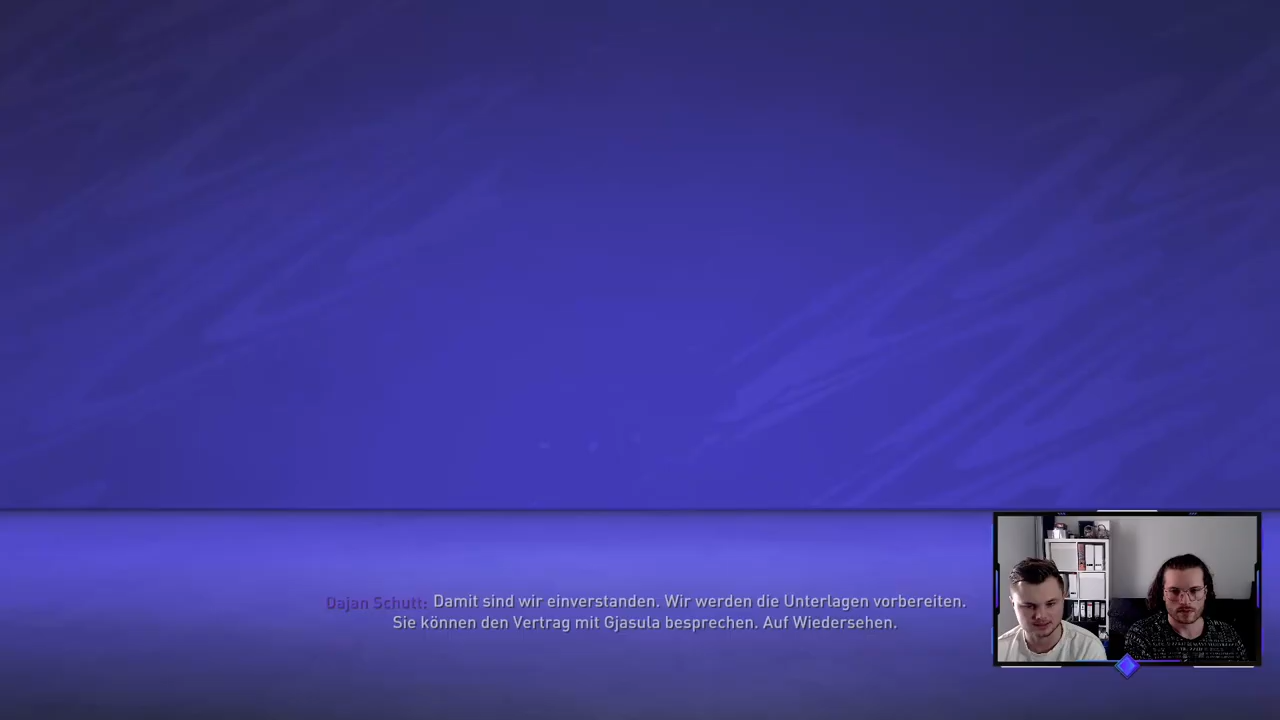 Dajan Schutt: Damit sind wir einverstanden. Wir werden die Unterlagen vorbereiten.
Sie können den Vertrag mit Gjasula besprechen. Auf Wiedersehen.